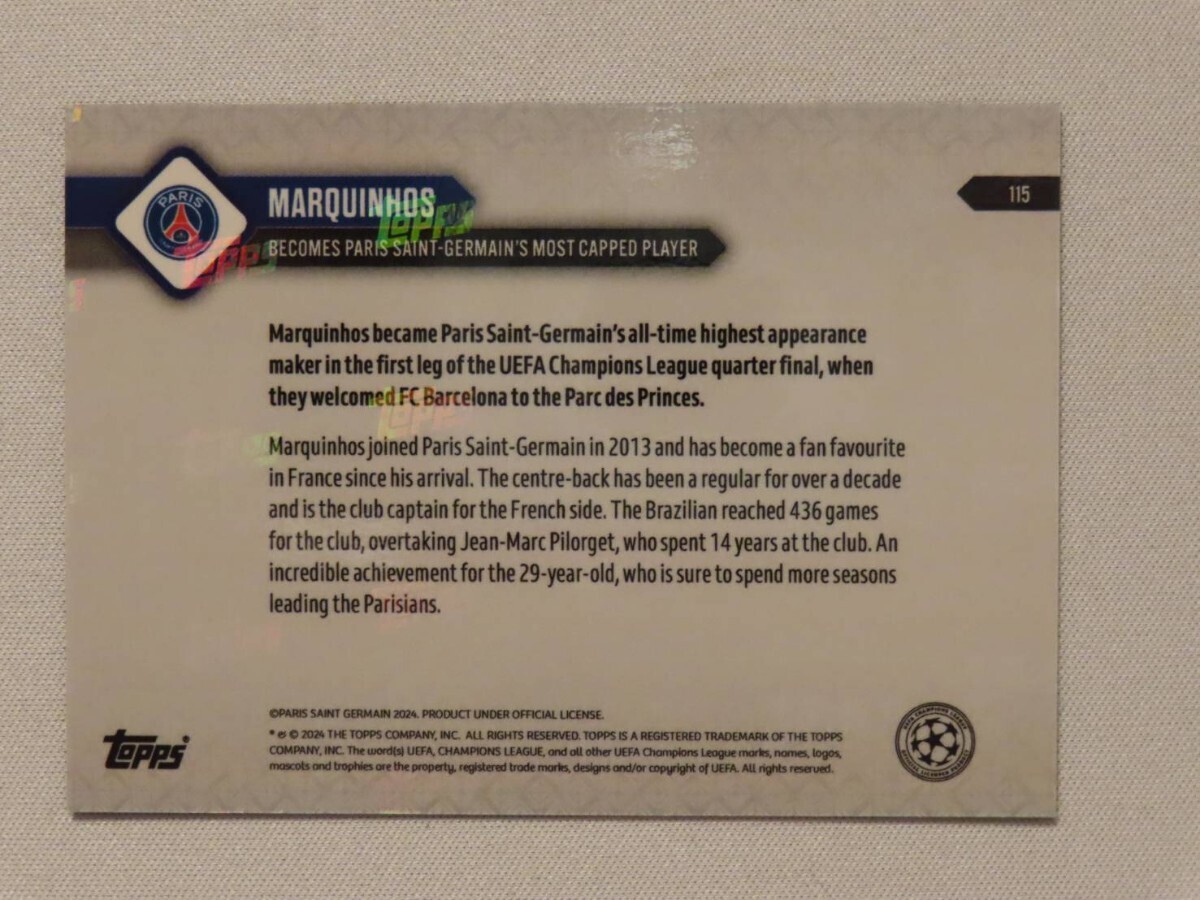 PARIS
MARQUINHOS
115
BECOMES PARIS SAINT-GERMAIN'S MOST CAPPED PLAYER
Marquinhos became Paris Saint-Germain's all-time highest appearance
maker in the first leg of the UEFA Champions League quarter final, when
they welcomed FC Barcelona to the Parc des Princes.
Marquinhos joined Paris Saint-Germain in 2013 and has become a fan favourite
in France since his arrival. The centre-back has been a regular for over a decade
and is the club captain for the French side. The Brazilian reached 436 games
for the club, overtaking Jean-Marc Pilorget, who spent 14 years at the club. An
incredible achievement for the 29-year-old, who is sure to spend more seasons
leading the Parisians.
©PARIS SAINT GERMAIN 2024. PRODUCT UNDER OFFICIAL LICENSE.
* ® © 2024 THE TOPPS COMPANY, INC. ALL RIGHTS RESERVED. TOPPS IS A REGISTERED TRADEMARK OF THE TOPPS
COMPANY, INC. The word(s) UEFA, CHAMPIONS LEAGUE, and all other UEFA Champions League marks, names, logos,
mascots and trophies are the property, registered trade marks, designs and/or copyright of UEFA. All rights reserved.
Topps
UEFA CHAMPIONS LEAGUE
OFFICIAL LICENSED PRODUCT
Topps
Topps
Topps